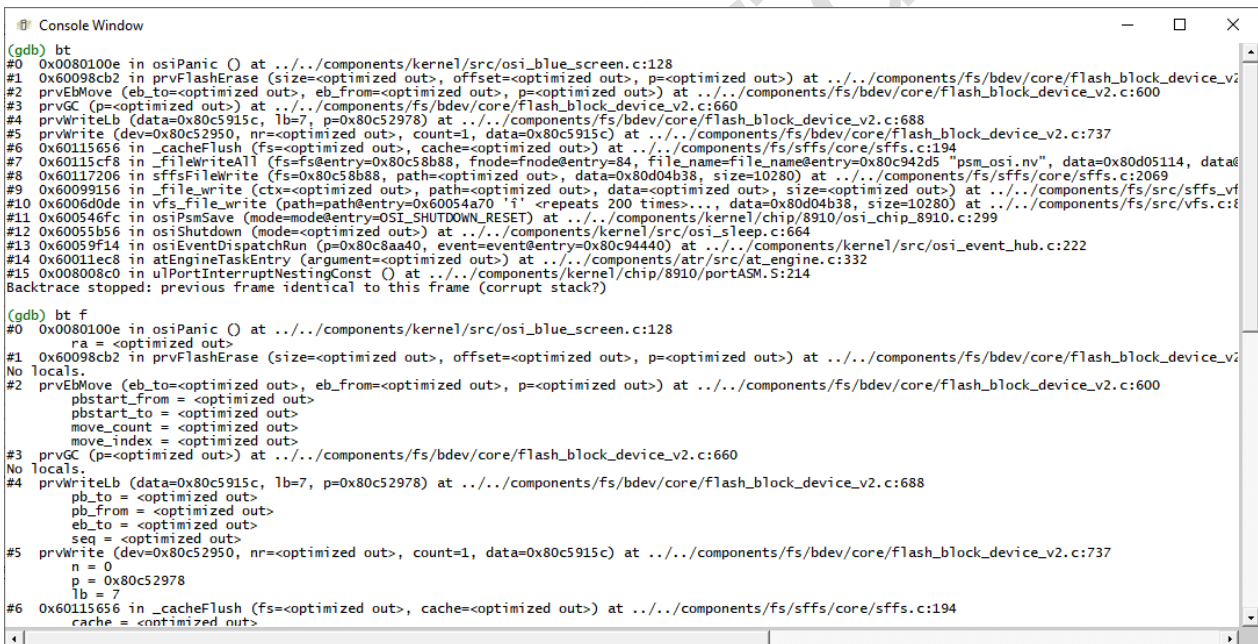 Console Window
(gdb) bt
#0 0x0080100e in osiPanic () at ../../components/kernel/src/osi_blue_screen.c:128
#1 0x60098cb2 in prvFlashErase (size=<optimized out>, offset=<optimized out>, p=<optimized out>) at ../../components/fs/bdev/core/flash_block_device_v2
#2 prvEbMove (eb_to=<optimized out>, eb_from=<optimized out>, p=<optimized out>) at ../../components/fs/bdev/core/flash_block_device_v2.c:600
#3 prvGC (p=<optimized out>) at ../../components/fs/bdev/core/flash_block_device_v2.c:660
#4 prvWriteLb (data=0x80c5915c, lb=7, p=0x80c52978) at ../../components/fs/bdev/core/flash_block_device_v2.c:688
#5 prvWrite (dev=0x80c52950, nr=<optimized out>, count=1, data=0x80c5915c) at ../../components/fs/bdev/core/flash_block_device_v2.c:737
#6 0x60115656 in _cacheFlush (fs=<optimized out>, cache=<optimized out>) at ../../components/fs/sffs/core/sffs.c:194
#7 0x60115cf8 in _fileWriteAll (fs=fs@entry=0x80c58b88, fnode=fnode@entry=84, file_name=file_name@entry=0x80c942d5 "psm_osi.nv", data=0x80d05114, data@
#8 0x60117206 in sffsFileWrite (fs=0x80c58b88, path=<optimized out>, data=0x80d04b38, size=10280) at ../../components/fs/sffs/core/sffs.c:2069
#9 0x60099156 in _file_write (ctx=<optimized out>, path=<optimized out>, data=<optimized out>, size=<optimized out>) at ../../components/fs/src/sffs_vf
#10 0x6006d0de in vfs_file_write (path=path@entry=0x60054a70 'î' <repeats 200 times>..., data=0x80d04b38, size=10280) at ../../components/fs/src/vfs.c:8
#11 0x600546fc in osiPsmSave (mode=mode@entry=OSI_SHUTDOWN_RESET) at ../../components/kernel/chip/8910/osi_chip_8910.c:299
#12 0x60055b56 in osiShutdown (mode=<optimized out>) at ../../components/kernel/src/osi_sleep.c:664
#13 0x60059f14 in osiEventDispatchRun (p=0x80c8aa40, event=event@entry=0x80c94440) at ../../components/kernel/src/osi_event_hub.c:222
#14 0x60011ec8 in atEngineTaskEntry (argument=<optimized out>) at ../../components/atr/src/at_engine.c:332
#15 0x008008c0 in ulPortInterruptNestingConst () at ../../components/kernel/chip/8910/portASM.S:214
Backtrace stopped: previous frame identical to this frame (corrupt stack?)
(gdb) bt f
#0 0x0080100e in osiPanic () at ../../components/kernel/src/osi_blue_screen.c:128
ra = <optimized out>
#1 0x60098cb2 in prvFlashErase (size=<optimized out>, offset=<optimized out>, p=<optimized out>) at ../../components/fs/bdev/core/flash_block_device_v2
No locals.
#2 prvEbMove (eb_to=<optimized out>, eb_from=<optimized out>, p=<optimized out>) at ../../components/fs/bdev/core/flash_block_device_v2.c:600
pbstart_from = <optimized out>
pbstart_to = <optimized out>
move_count = <optimized out>
move_index = <optimized out>
#3 prvGC (p=<optimized out>) at ../../components/fs/bdev/core/flash_block_device_v2.c:660
No locals.
#4 prvWriteLb (data=0x80c5915c, lb=7, p=0x80c52978) at ../../components/fs/bdev/core/flash_block_device_v2.c:688
pb_to = <optimized out>
pb_from = <optimized out>
eb_to = <optimized out>
seq = <optimized out>
#5 prvWrite (dev=0x80c52950, nr=<optimized out>, count=1, data=0x80c5915c) at ../../components/fs/bdev/core/flash_block_device_v2.c:737
n = 0
p = 0x80c52978
lb = 7
#6 0x60115656 in _cacheFlush (fs=<optimized out>, cache=<optimized out>) at ../../components/fs/sffs/core/sffs.c:194
cache = <optimized out>